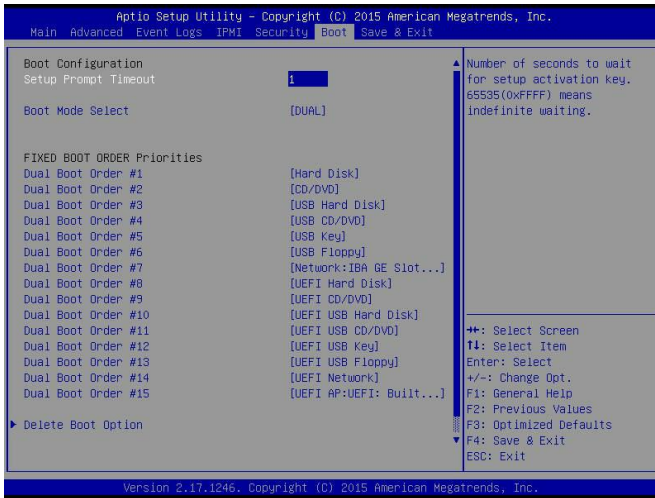 Aptio Setup Utility – Copyright (C) 2015 American Megatrends, Inc.
Main Advanced Event Logs IPMI Security Boot Save & Exit
Boot Configuration
Setup Prompt Timeout 1
Boot Mode Select [DUAL]
FIXED BOOT ORDER Priorities
Dual Boot Order #1 [Hard Disk]
Dual Boot Order #2 [CD/DVD]
Dual Boot Order #3 [USB Hard Disk]
Dual Boot Order #4 [USB CD/DVD]
Dual Boot Order #5 [USB Key]
Dual Boot Order #6 [USB Floppy]
Dual Boot Order #7 [Network:IBA GE Slot...]
Dual Boot Order #8 [UEFI Hard Disk]
Dual Boot Order #9 [UEFI CD/DVD]
Dual Boot Order #10 [UEFI USB Hard Disk]
Dual Boot Order #11 [UEFI USB CD/DVD]
Dual Boot Order #12 [UEFI USB Key]
Dual Boot Order #13 [UEFI USB Floppy]
Dual Boot Order #14 [UEFI Network]
Dual Boot Order #15 [UEFI AP:UEFI: Built...]
Delete Boot Option
Number of seconds to wait
for setup activation key.
65535(0xFFFF) means
indefinite waiting.
→←: Select Screen
↑↓: Select Item
Enter: Select
+/-: Change Opt.
F1: General Help
F2: Previous Values
F3: Optimized Defaults
F4: Save & Exit
ESC: Exit
Version 2.17.1246. Copyright (C) 2015 American Megatrends, Inc.